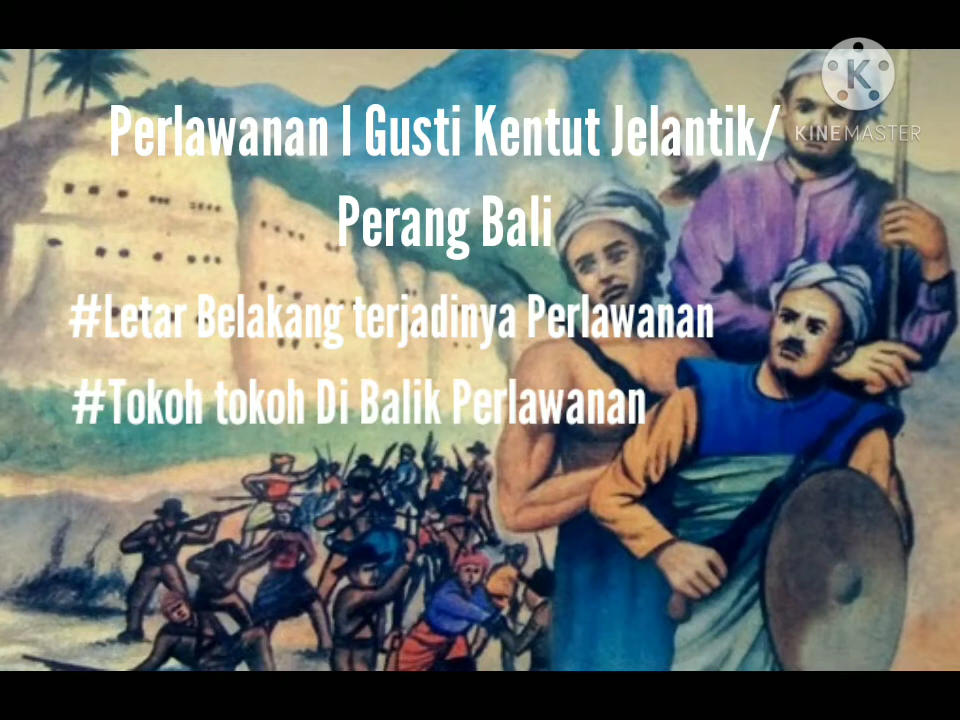 Perlawanan I Gusti Kentut Jelantik/
Perang Bali
#Letar Belakang terjadinya Perlawanan
#Tokoh tokoh Di Balik Perlawanan
K
KINEMASTER